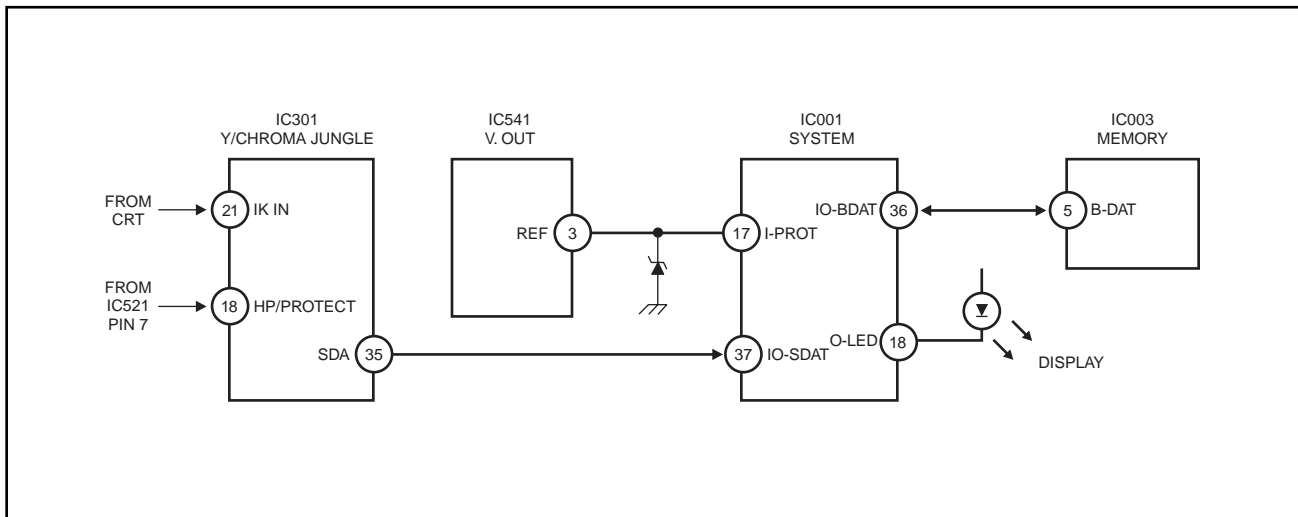 IC301
Y/CHROMA JUNGLE
IC541
V. OUT
IC001
SYSTEM
IC003
MEMORY
FROM
CRT
21
IK IN
FROM
IC521
PIN 7
18
HP/PROTECT
SDA
35
REF
3
17
I-PROT
IO-BDAT
36
5
B-DAT
37
IO-SDAT
O-LED
18
DISPLAY